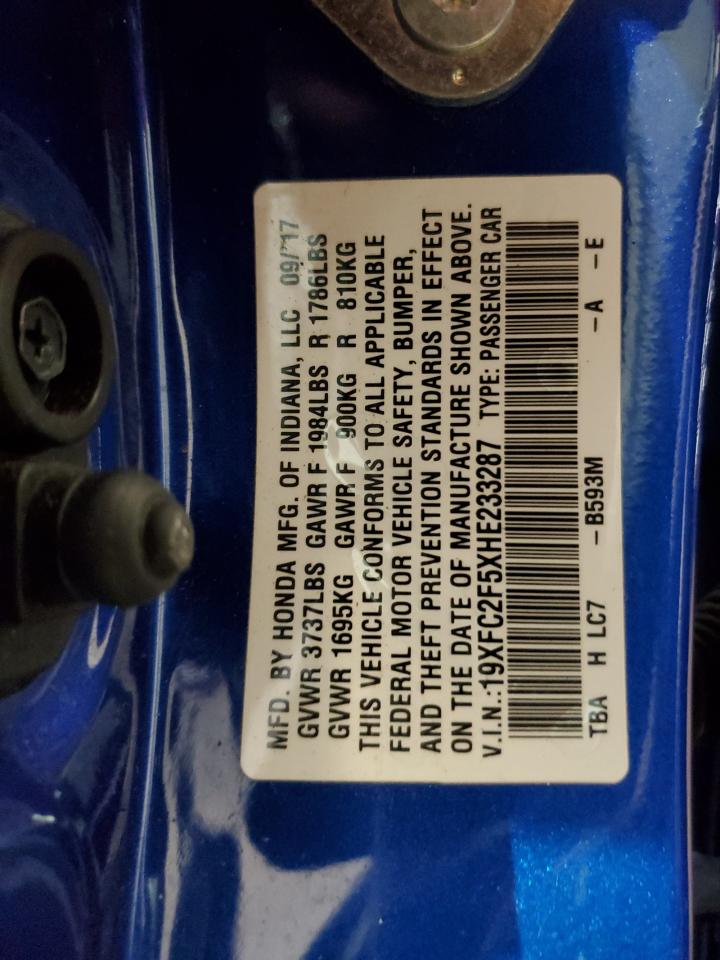 MFD. BY HONDA MFG. OF INDIANA, LLC 09/17
GVWR 3737LBS GAWR F 1984LBS R 1786LBS
GVWR 1695KG GAWR F 900KG R 810KG
THIS VEHICLE CONFORMS TO ALL APPLICABLE
FEDERAL MOTOR VEHICLE SAFETY, BUMPER,
AND THEFT PREVENTION STANDARDS IN EFFECT
ON THE DATE OF MANUFACTURE SHOWN ABOVE.
V.I.N.:19XFC2F5XHE233287 TYPE: PASSENGER CAR
TBA H LC7 -B593M -A -E